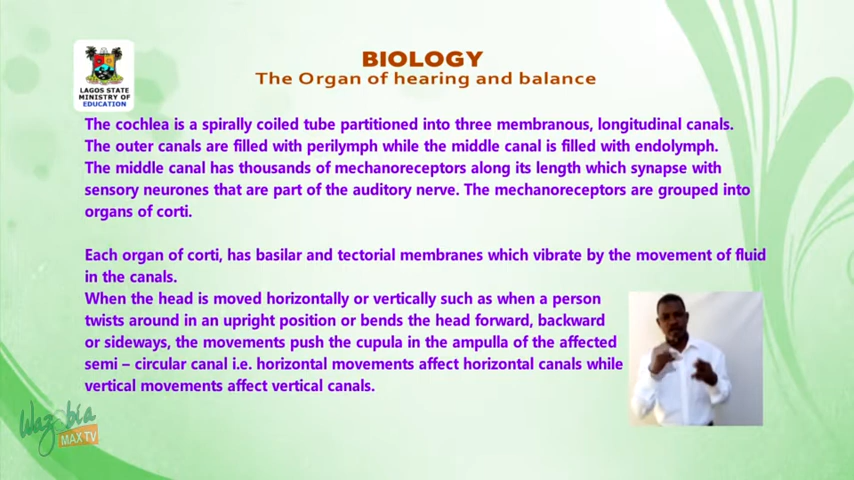 LAGOS STATE
MINISTRY OF
EDUCATION
BIOLOGY
The Organ of hearing and balance
The cochlea is a spirally coiled tube partitioned into three membranous, longitudinal canals.
The outer canals are filled with perilymph while the middle canal is filled with endolymph.
The middle canal has thousands of mechanoreceptors along its length which synapse with
sensory neurones that are part of the auditory nerve. The mechanoreceptors are grouped into
organs of corti.
Each organ of corti, has basilar and tectorial membranes which vibrate by the movement of fluid
in the canals.
When the head is moved horizontally or vertically such as when a person
twists around in an upright position or bends the head forward, backward
or sideways, the movements push the cupula in the ampulla of the affected
semi – circular canal i.e. horizontal movements affect horizontal canals while
vertical movements affect vertical canals.
Wazobia
MAX TV